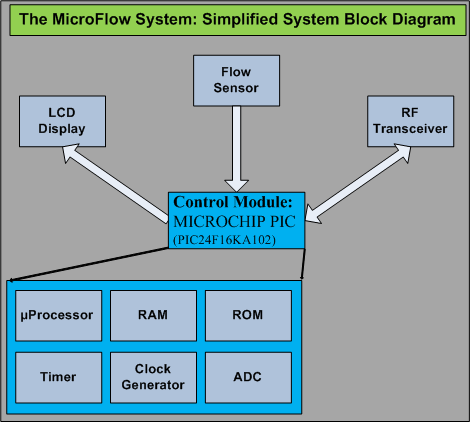 The MicroFlow System: Simplified System Block Diagram
Flow
Sensor
LCD
Display
RF
Transceiver
Control Module:
MICROCHIP PIC
(PIC24F16KA102)
µProcessor
RAM
ROM
Timer
Clock
Generator
ADC